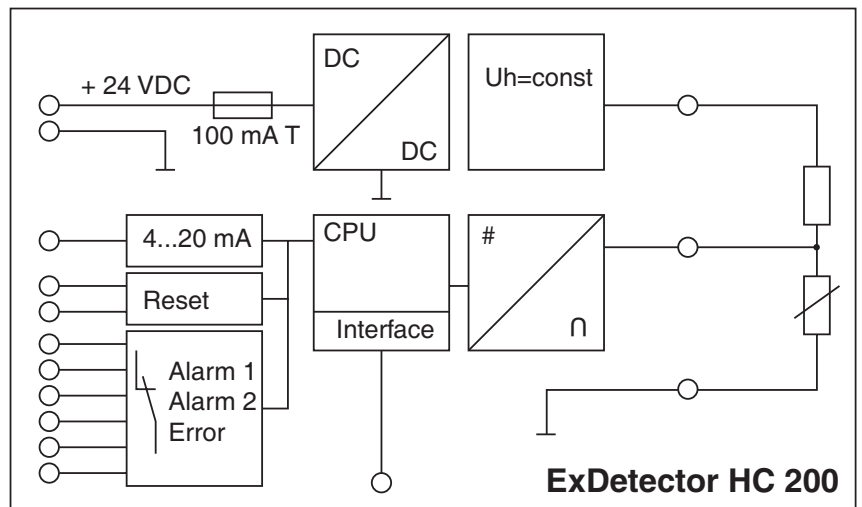 + 24 VDC
100 mA T
DC
DC
Uh=const
4...20 mA
CPU
#
∩
Reset
Interface
Alarm 1
Alarm 2
Error
ExDetector HC 200